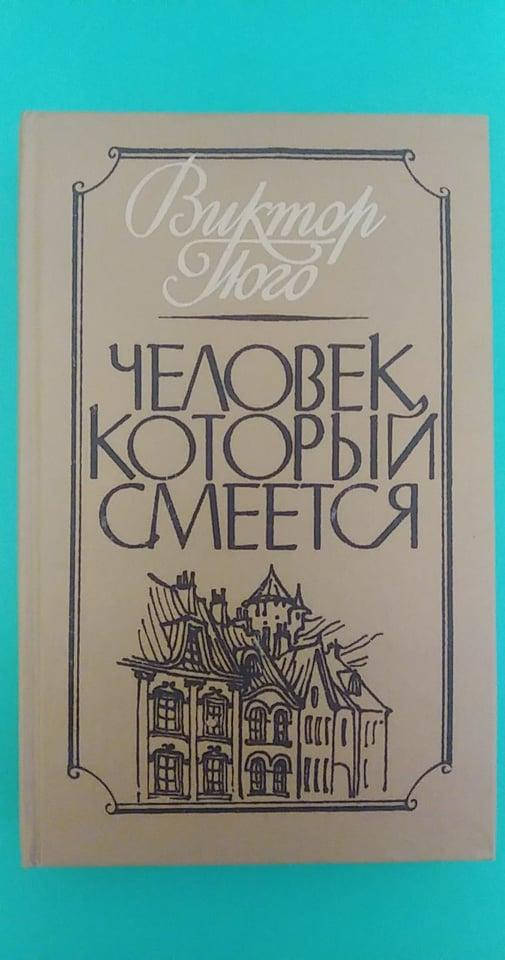 Виктор
Гюго
ЧЕЛОВЕК,
КОТОРЫЙ
СМЕЕТСЯ